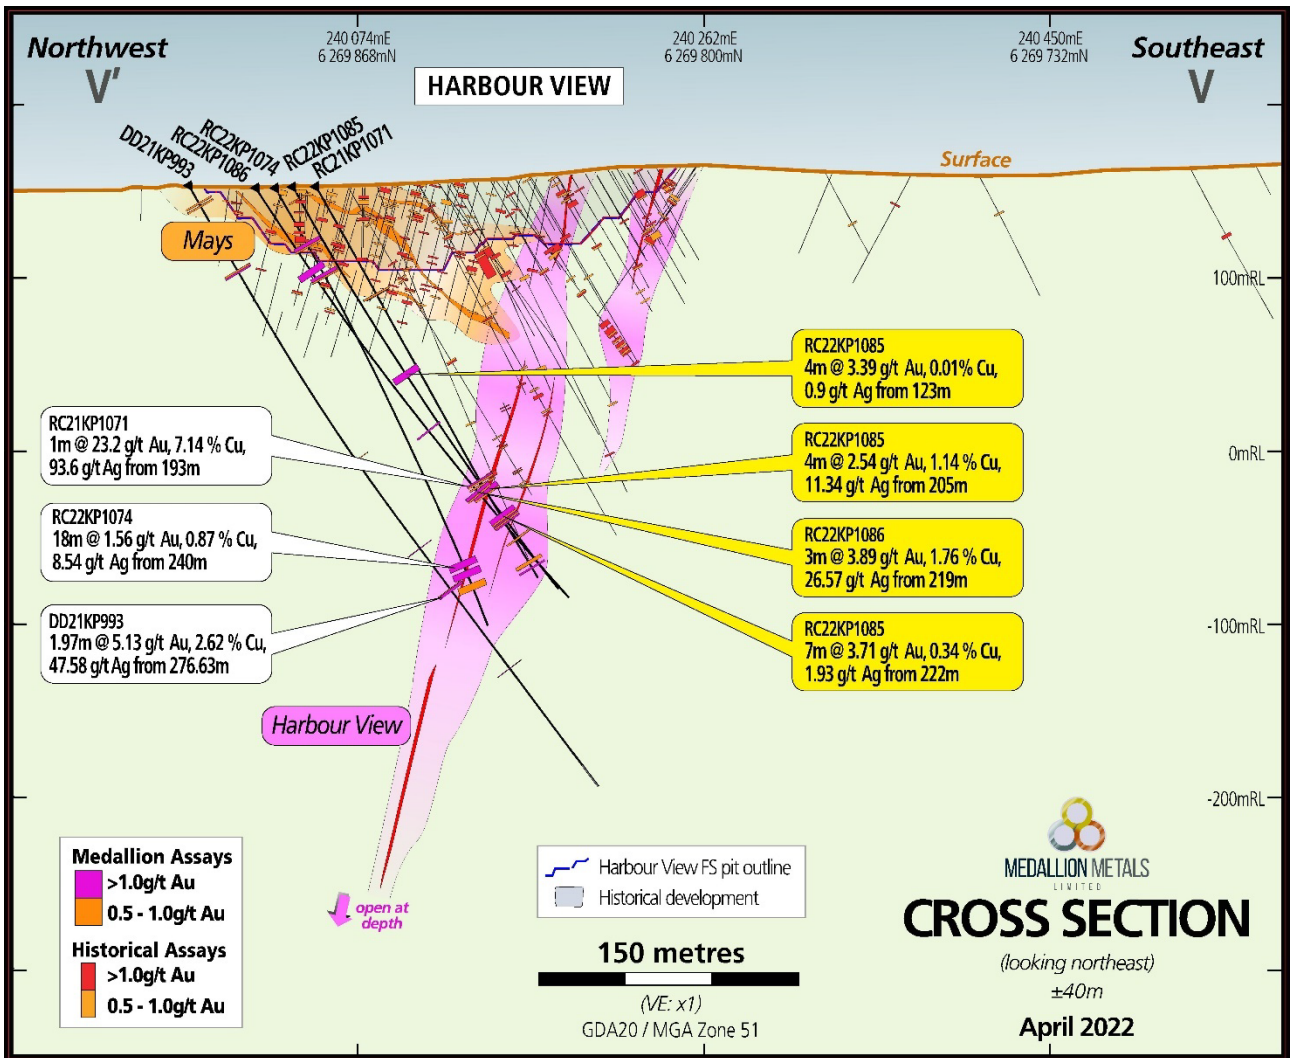 Northwest
V'
240 074mE
6 269 868mN
240 262mE
6 269 800mN
240 450mE
6 269 732mN
Southeast
V
HARBOUR VIEW
DD21KP993
RC22KP1086
RC22KP1074
RC22KP1085
RC21KP1071
Surface
Mays
100mRL
0mRL
-100mRL
-200mRL
RC22KP1085
4m @ 3.39 g/t Au, 0.01% Cu,
0.9 g/t Ag from 123m
RC21KP1071
1m @ 23.2 g/t Au, 7.14 % Cu,
93.6 g/t Ag from 193m
RC22KP1085
4m @ 2.54 g/t Au, 1.14 % Cu,
11.34 g/t Ag from 205m
RC22KP1074
18m @ 1.56 g/t Au, 0.87 % Cu,
8.54 g/t Ag from 240m
RC22KP1086
3m @ 3.89 g/t Au, 1.76 % Cu,
26.57 g/t Ag from 219m
DD21KP993
1.97m @ 5.13 g/t Au, 2.62 % Cu,
47.58 g/t Ag from 276.63m
RC22KP1085
7m @ 3.71 g/t Au, 0.34 % Cu,
1.93 g/t Ag from 222m
Harbour View
open at
depth
Medallion Assays
>1.0g/t Au
0.5 - 1.0g/t Au
Historical Assays
>1.0g/t Au
0.5 - 1.0g/t Au
Harbour View FS pit outline
Historical development
150 metres
(VE: x1)
GDA20 / MGA Zone 51
MEDALLION METALS
LIMITED
CROSS SECTION
(looking northeast)
±40m
April 2022